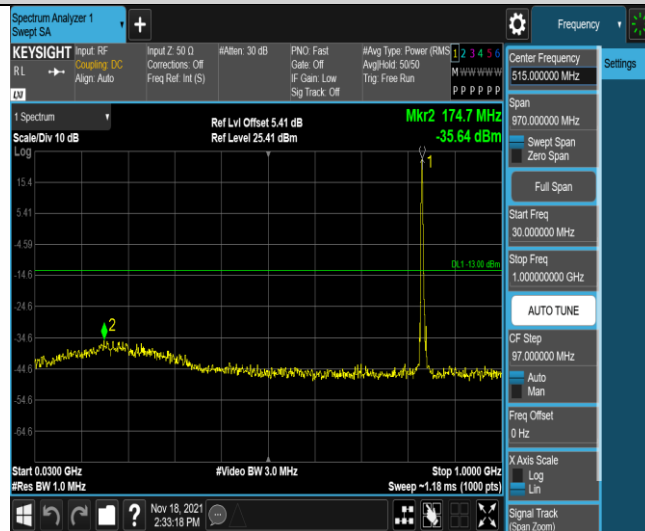 Spectrum Analyzer 1
Swept SA
Frequency
KEYSIGHT
R L
LXI
Input: RF
Coupling: DC
Align: Auto
Input Z: 50 Ω
Corrections: Off
Freq Ref: Int (S)
#Atten: 30 dB
PNO: Fast
Gate: Off
IF Gain: Low
Sig Track: Off
#Avg Type: Power (RMS
Avg|Hold: 50/50
Trig: Free Run
1 2 3 4 5 6
M W W W W W
P P P P P P
Center Frequency
515.000000 MHz
Settings
Span
970.000000 MHz
Swept Span
Zero Span
Full Span
Start Freq
30.000000 MHz
Stop Freq
1.000000000 GHz
AUTO TUNE
CF Step
97.000000 MHz
Auto
Man
Freq Offset
0 Hz
X Axis Scale
Log
Lin
Signal Track
(Span Zoom)
1 Spectrum
Scale/Div 10 dB
Log
Ref Lvl Offset 5.41 dB
Ref Level 25.41 dBm
Mkr2 174.7 MHz
-35.64 dBm
1
15.4
5.41
-4.59
DL1 -13.00 dBm
-14.6
-24.6
2
-34.6
-44.6
-54.6
-64.6
Start 0.0300 GHz
#Video BW 3.0 MHz
Stop 1.0000 GHz
#Res BW 1.0 MHz
Sweep ~1.18 ms (1000 pts)
Nov 18, 2021
2:33:18 PM